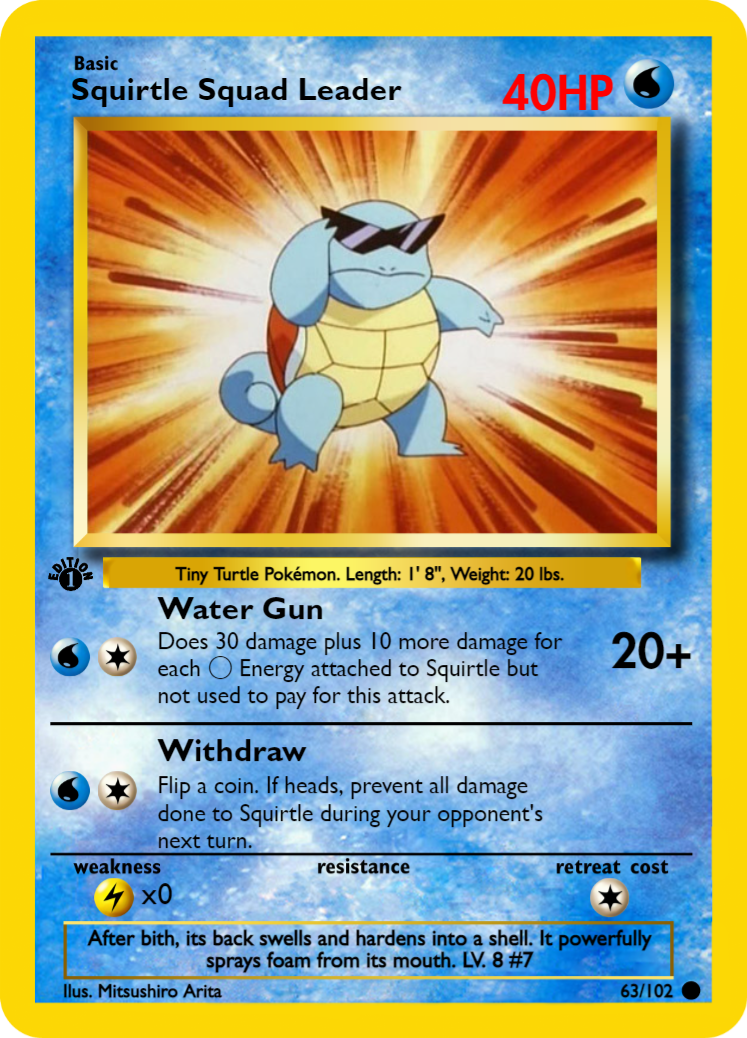 Basic
Squirtle Squad Leader
40HP
EDITION
1
Tiny Turtle Pokémon. Length: 1' 8", Weight: 20 lbs.
Water Gun
Does 30 damage plus 10 more damage for
each Energy attached to Squirtle but
not used to pay for this attack.
20+
Withdraw
Flip a coin. If heads, prevent all damage
done to Squirtle during your opponent's
next turn.
weakness
resistance
retreat cost
x0
After bith, its back swells and hardens into a shell. It powerfully
sprays foam from its mouth. LV. 8 #7
Ilus. Mitsushiro Arita
63/102